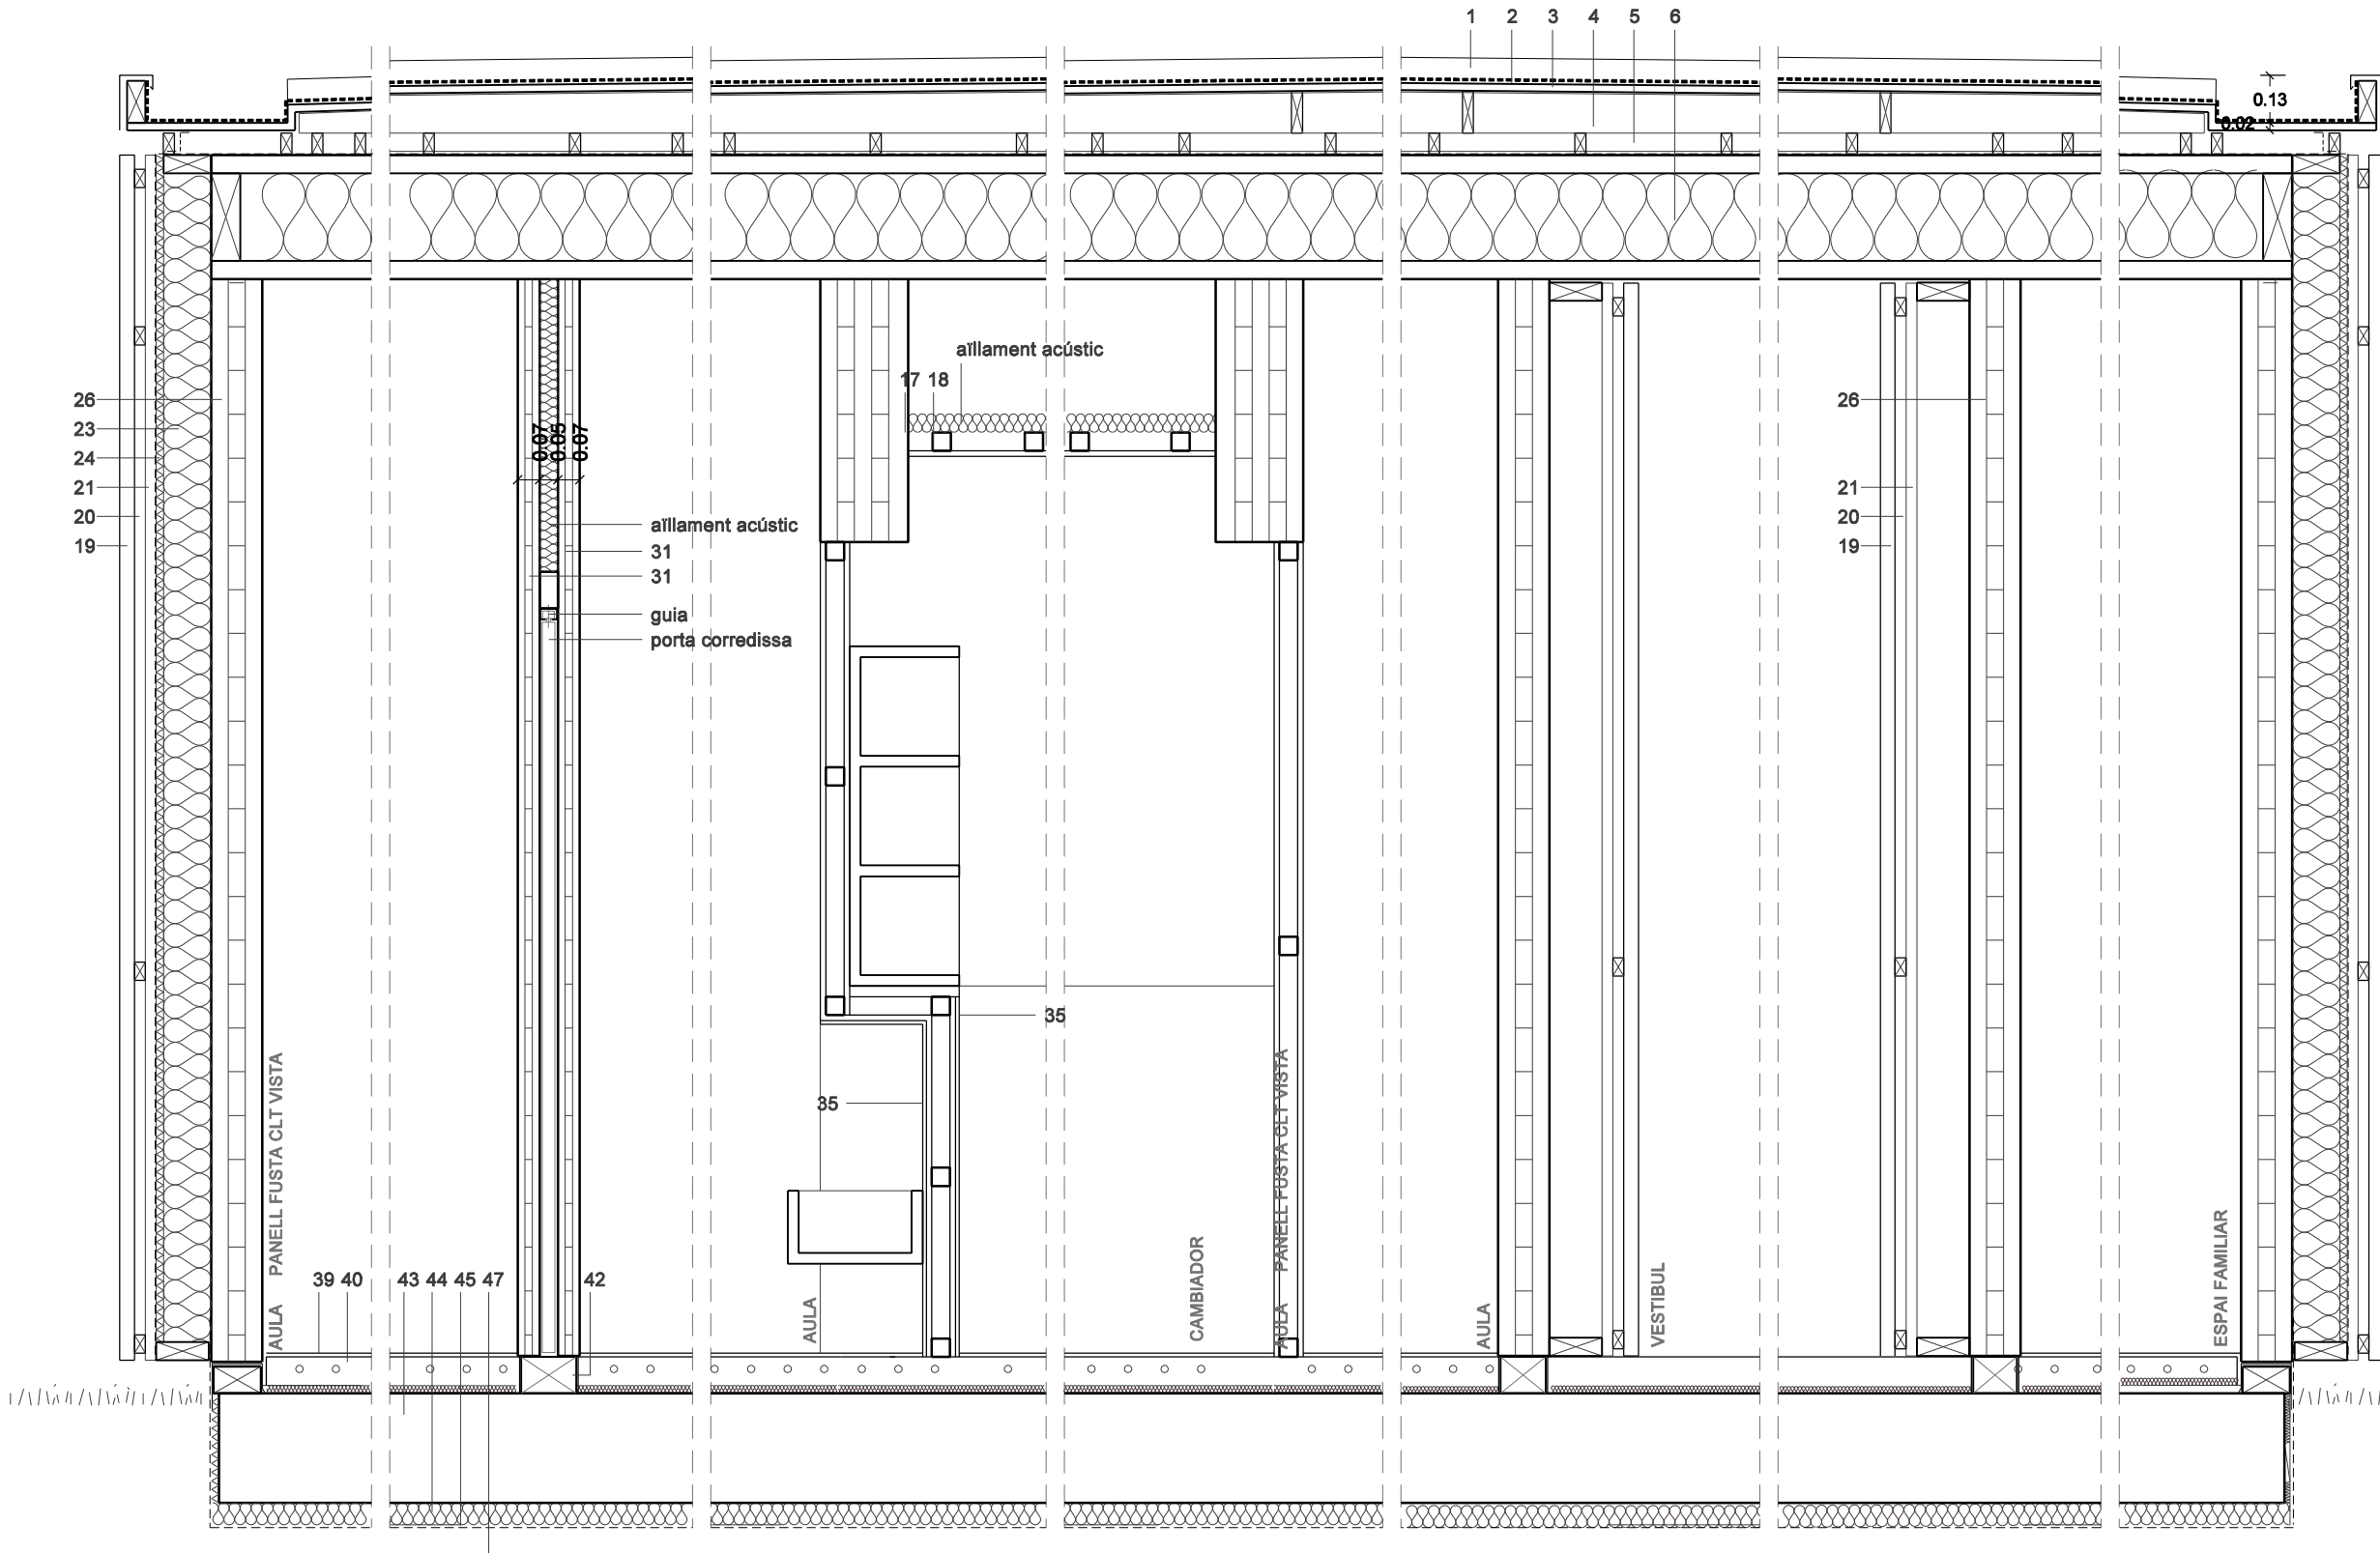 1 2 3 4 5 6
0.13
0.02
aïllament acústic
17 18
26
23
24
21
20
19
0.07
0.05
0.07
26
21
20
19
aïllament acústic
31
31
guia
porta corredissa
35
35
AULA PANELL FUSTA CLT VISTA
AULA
CAMBIADOR
AULA PANELL FUSTA CLT VISTA
AULA
VESTIBUL
ESPAI FAMILIAR
39 40 43 44 45 47 42